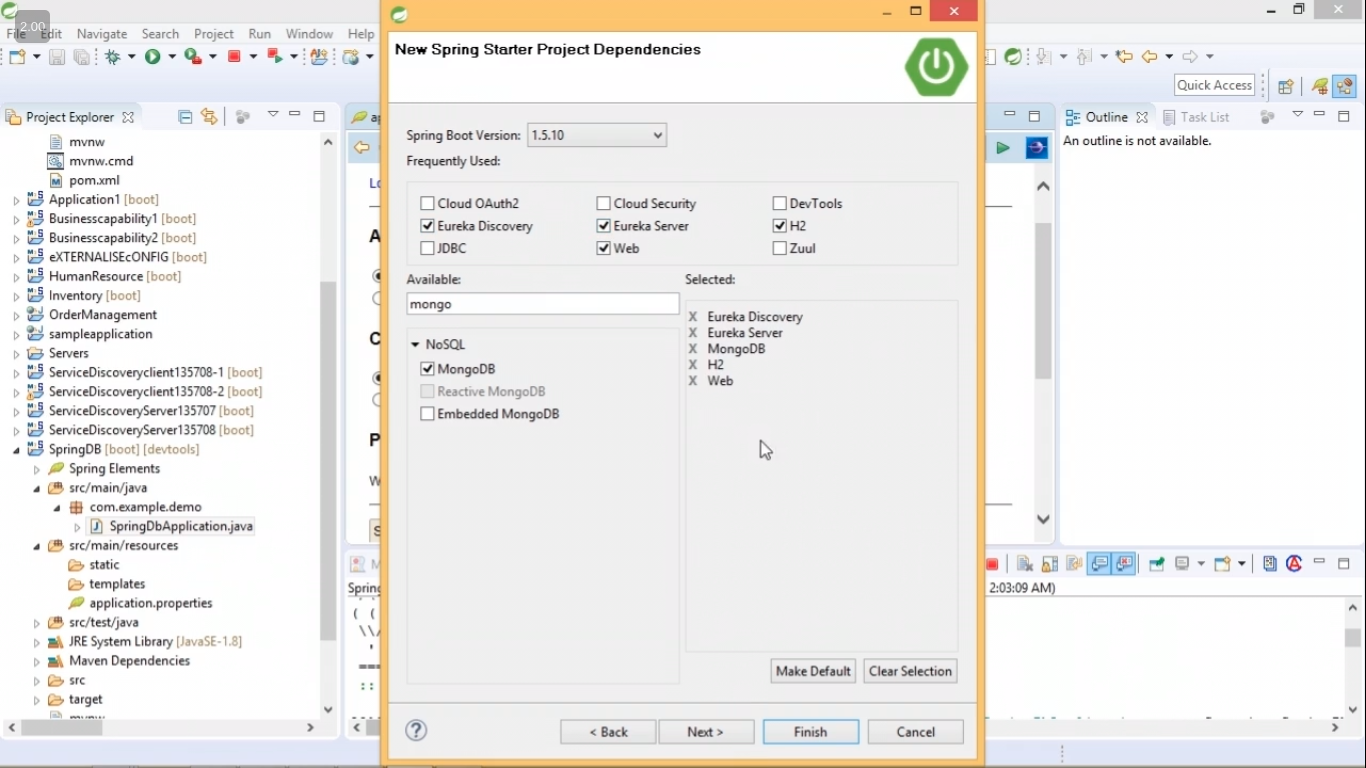 2.00
File Edit Navigate Search Project Run Window Help
Quick Access
Project Explorer
mvnw
mvnw.cmd
pom.xml
Application1 [boot]
Businesscapability1 [boot]
Businesscapability2 [boot]
eXTERNALISEcONFIG [boot]
HumanResource [boot]
Inventory [boot]
OrderManagement
sampleapplication
Servers
ServiceDiscoveryclient135708-1 [boot]
ServiceDiscoveryclient135708-2 [boot]
ServiceDiscoveryServer135707 [boot]
ServiceDiscoveryServer135708 [boot]
SpringDB [boot] [devtools]
Spring Elements
src/main/java
com.example.demo
SpringDbApplication.java
src/main/resources
static
templates
application.properties
src/test/java
JRE System Library [JavaSE-1.8]
Maven Dependencies
src
target
New Spring Starter Project Dependencies
Spring Boot Version: 1.5.10
Frequently Used:
Cloud OAuth2 Cloud Security DevTools
Eureka Discovery Eureka Server H2
JDBC Web Zuul
Available: Selected:
mongo
NoSQL
MongoDB
Reactive MongoDB
Embedded MongoDB
X Eureka Discovery
X Eureka Server
X MongoDB
X H2
X Web
Make Default Clear Selection
< Back Next > Finish Cancel
Outline Task List
An outline is not available.
Spring
2:03:09 AM)